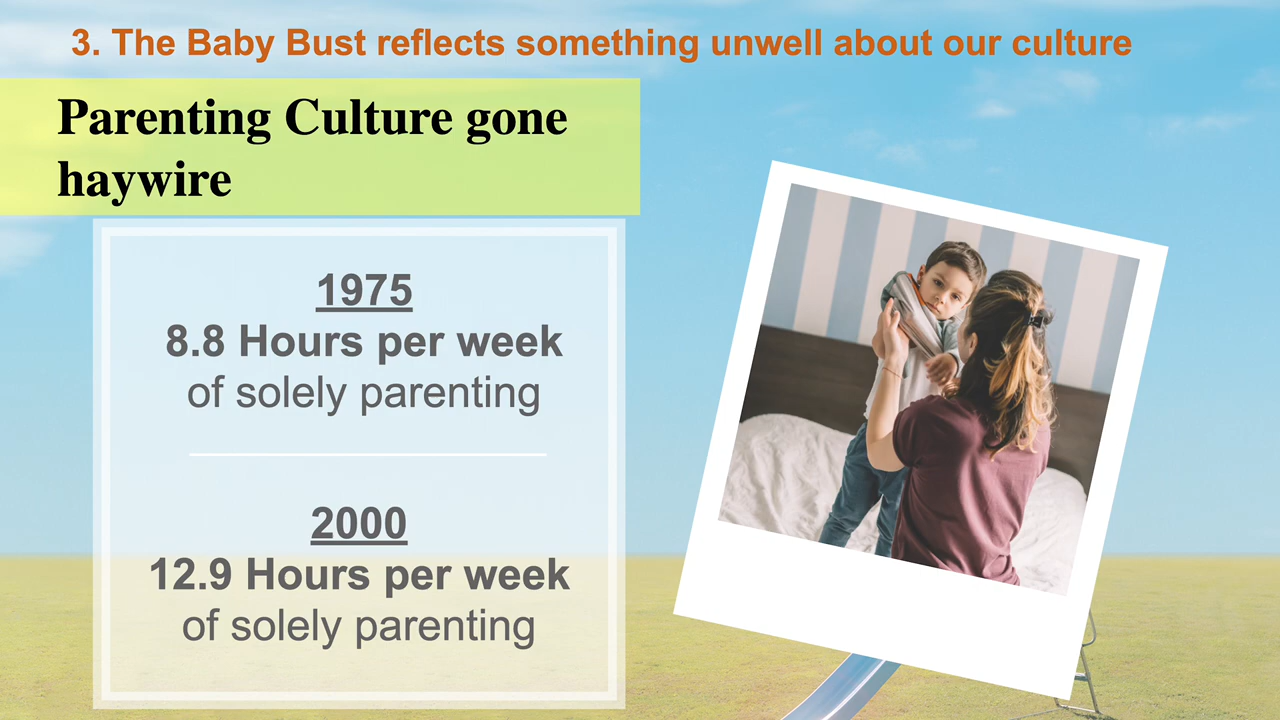 3. The Baby Bust reflects something unwell about our culture
Parenting Culture gone
haywire
1975
8.8 Hours per week
of solely parenting
2000
12.9 Hours per week
of solely parenting